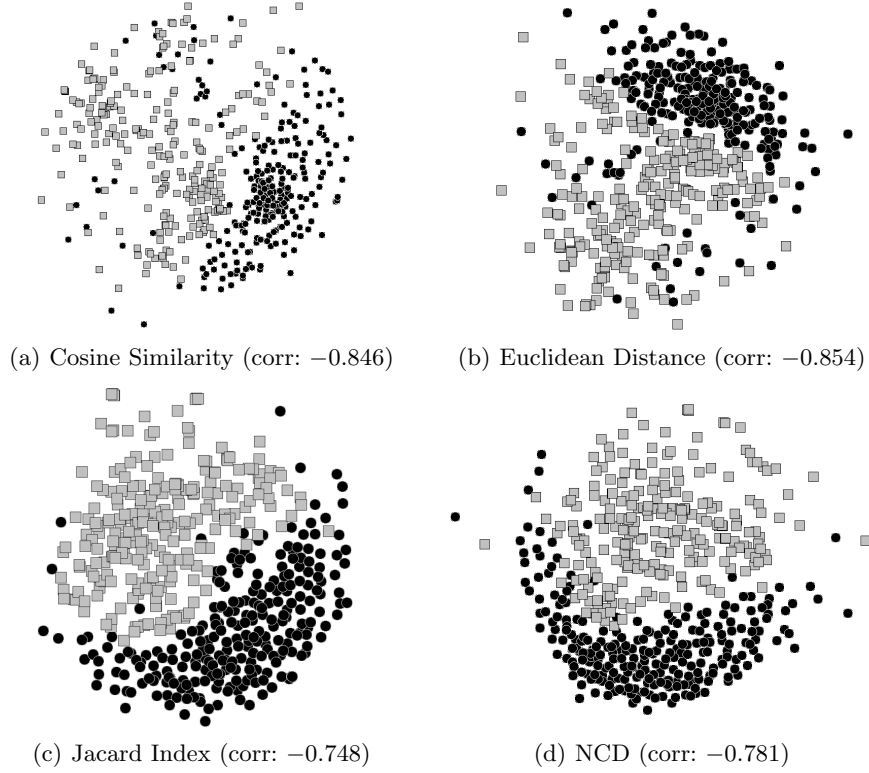 (a) Cosine Similarity (corr: −0.846)
(b) Euclidean Distance (corr: −0.854)
(c) Jacard Index (corr: −0.748)
(d) NCD (corr: −0.781)